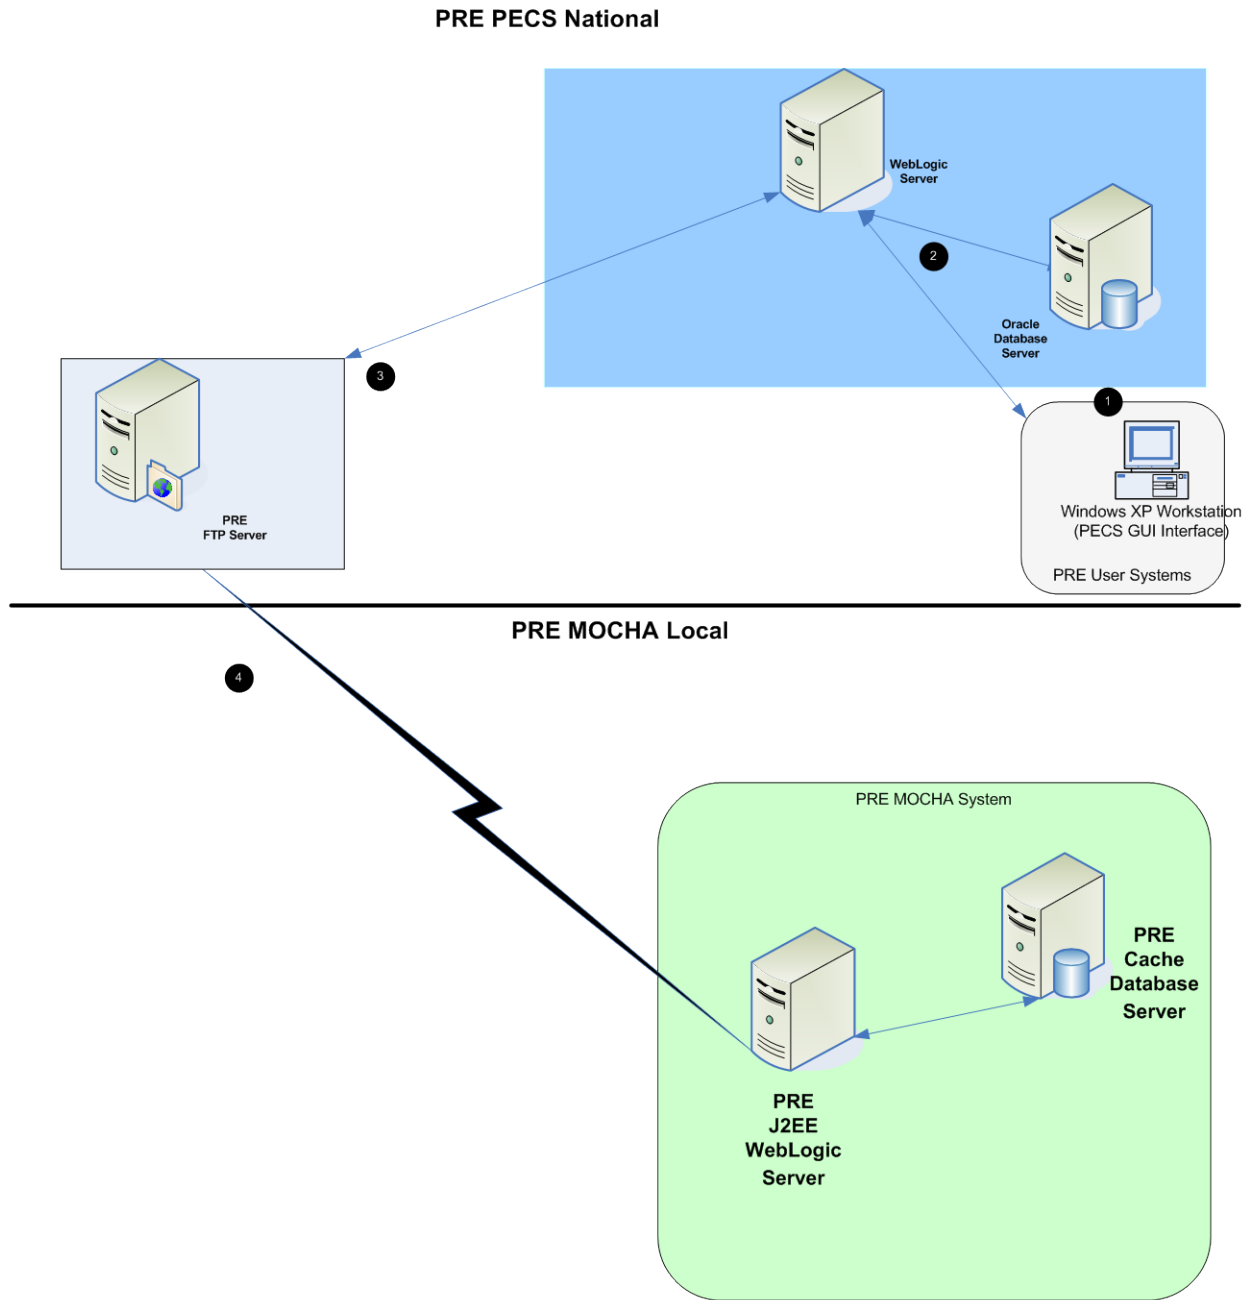 PRE PECS National
WebLogic
Server
2
Oracle
Database
Server
3
1
PRE
FTP Server
Windows XP Workstation
(PECS GUI Interface)
PRE User Systems
PRE MOCHA Local
4
PRE MOCHA System
PRE
Cache
Database
Server
PRE
J2EE
WebLogic
Server